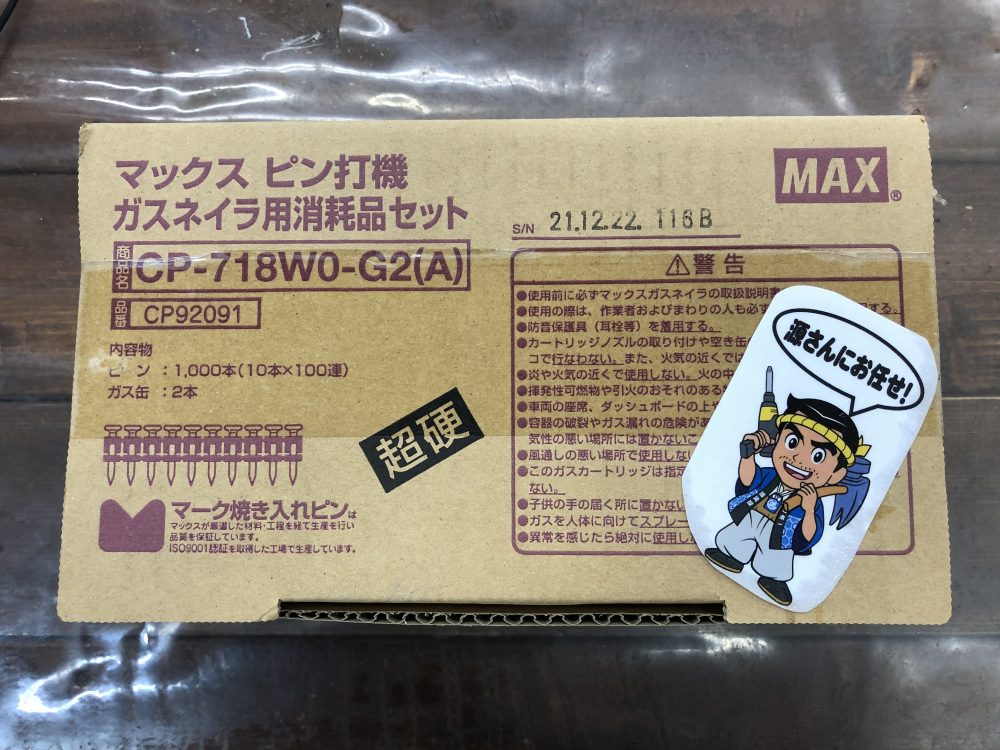 マックス ピン打機
ガスネイラ用消耗品セット
商品名 CP-718W0-G2(A)
品番 CP92091
内容物
ピン：1,000本(10本×100連)
ガス缶：2本
超硬
マーク焼き入れピンは
マックスが厳選した材料・工程を経て生産を行い
品質を保証しています。
ISO9001認証を取得した工場で生産しています。
MAX®
S/N 21.12.22. 116B
⚠警告
●使用前に必ずマックスガスネイラの取扱説明書
●使用の際は、作業者およびまわりの人も必ず
用する。
●防音保護具（耳栓等）を着用する。
●カートリッジノズルの取り付けや空き缶の
コで行なわない。また、火気の近くでは
●炎や火気の近くで使用しない。火の中
●揮発性可燃物や引火のおそれのある
●車両の座席、ダッシュボードの上や
●容器の破裂やガス漏れの危険があ
気性の悪い場所には置かないこ
●風通しの悪い場所で使用しない
●このガスカートリッジは指定
ない。
●子供の手の届く所に置かない
●ガスを人体に向けてスプレー
●異常を感じたら絶対に使用し
源さんにお任せ!